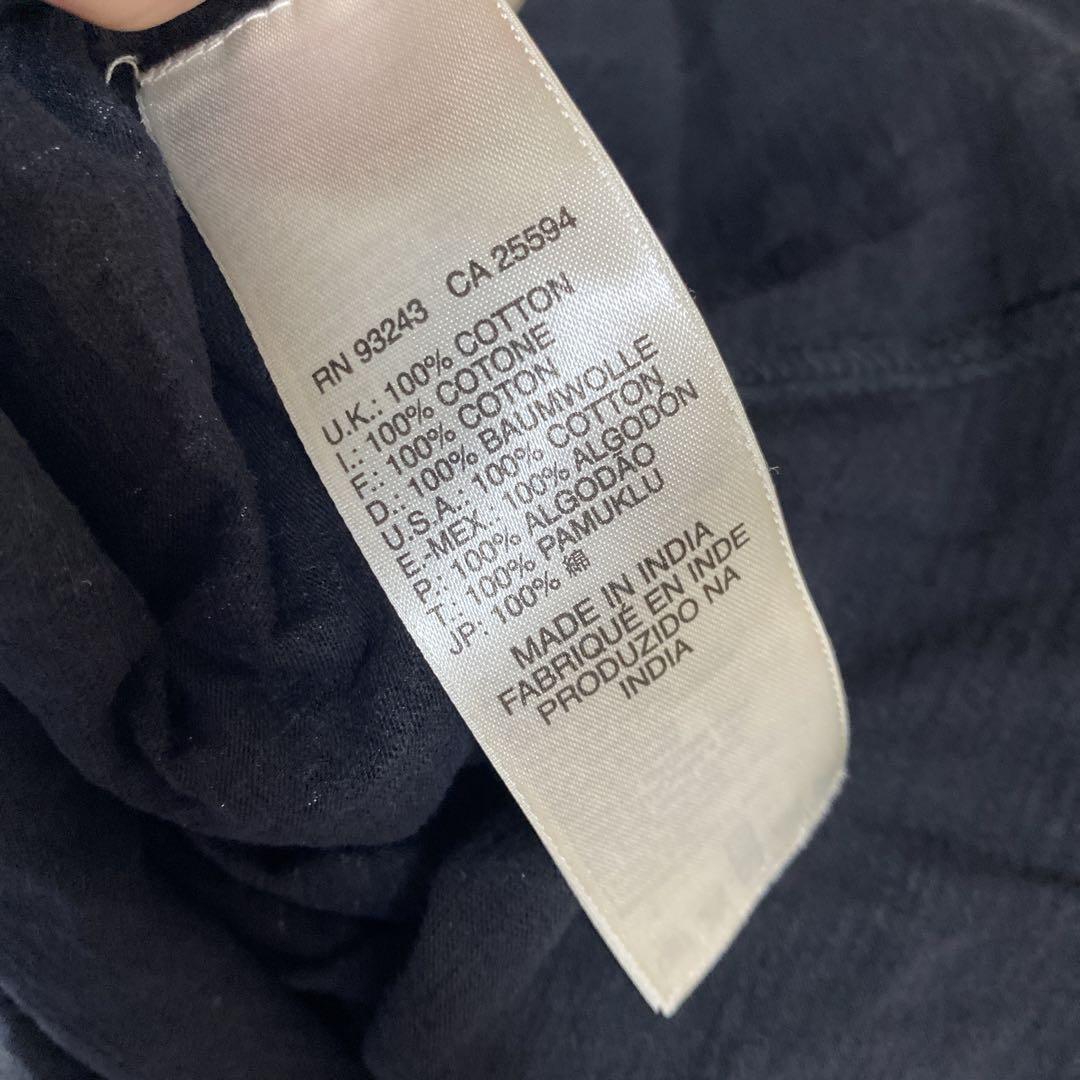 RN 93243 CA 25594
U.K.: 100% COTTON
I.: 100% COTONE
F.: 100% COTON
D.: 100% BAUMWOLLE
U.S.A.: 100% COTTON
E.-MEX.: 100% ALGODÓN
P.: 100% ALGODÃO
T.: 100% PAMUKLU
JP: 100% 綿
MADE IN INDIA
FABRIQUÉ EN INDE
PRODUZIDO NA
INDIA